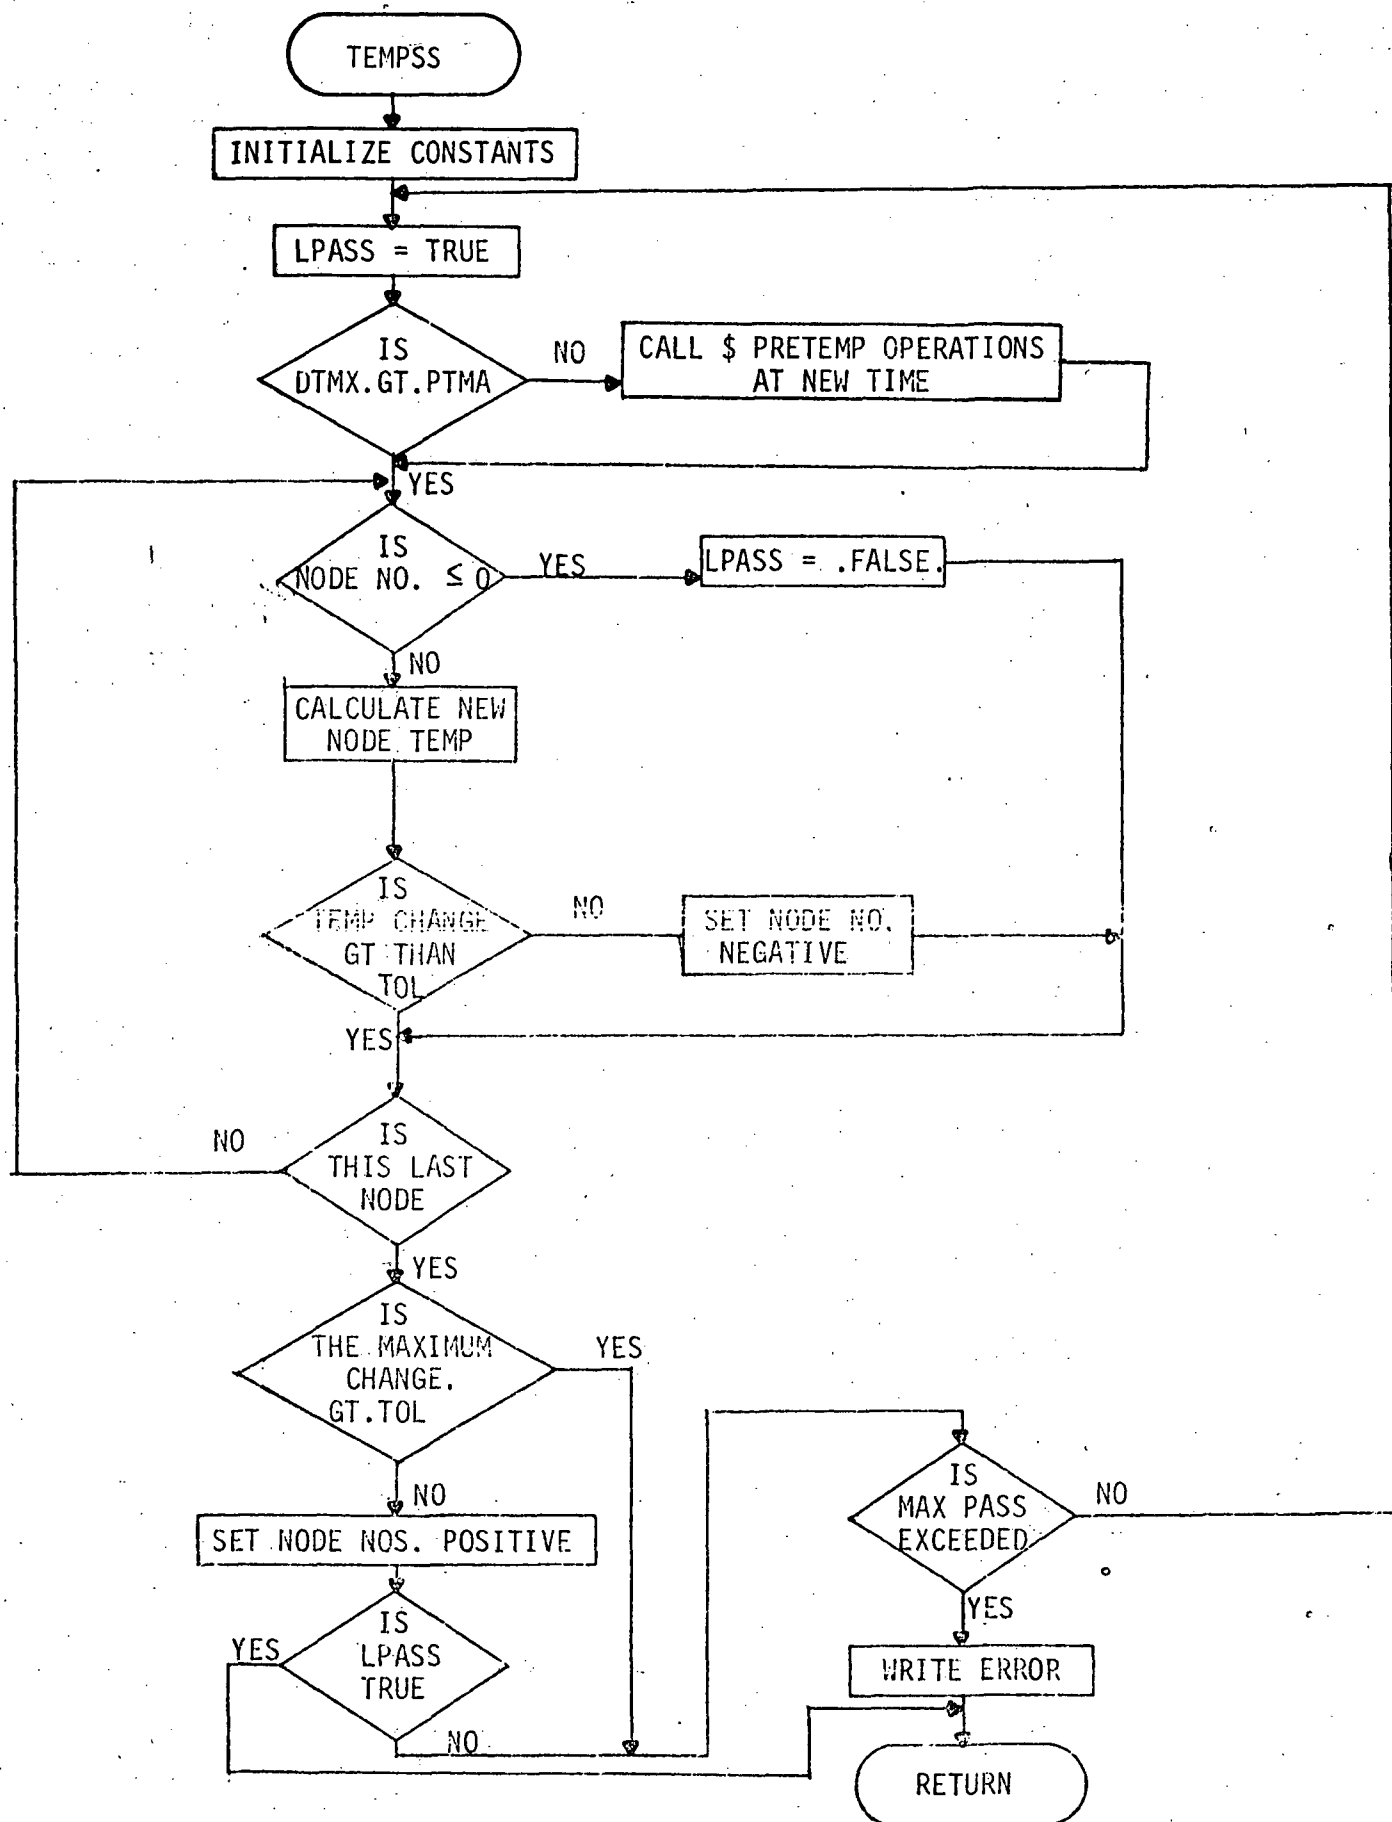 TEMPSS
INITIALIZE CONSTANTS
LPASS = TRUE
IS
DTMX.GT.PTMA
NO
CALL $ PRETEMP OPERATIONS
AT NEW TIME
YES
IS
NODE NO. ≤ 0
YES
LPASS = .FALSE.
NO
CALCULATE NEW
NODE TEMP
IS
TEMP CHANGE
GT THAN
TOL
NO
SET NODE NO.
NEGATIVE
YES
IS
THIS LAST
NODE
NO
YES
IS
THE MAXIMUM
CHANGE.
GT.TOL
YES
NO
SET NODE NOS. POSITIVE
IS
LPASS
TRUE
YES
NO
IS
MAX PASS
EXCEEDED
NO
YES
WRITE ERROR
RETURN